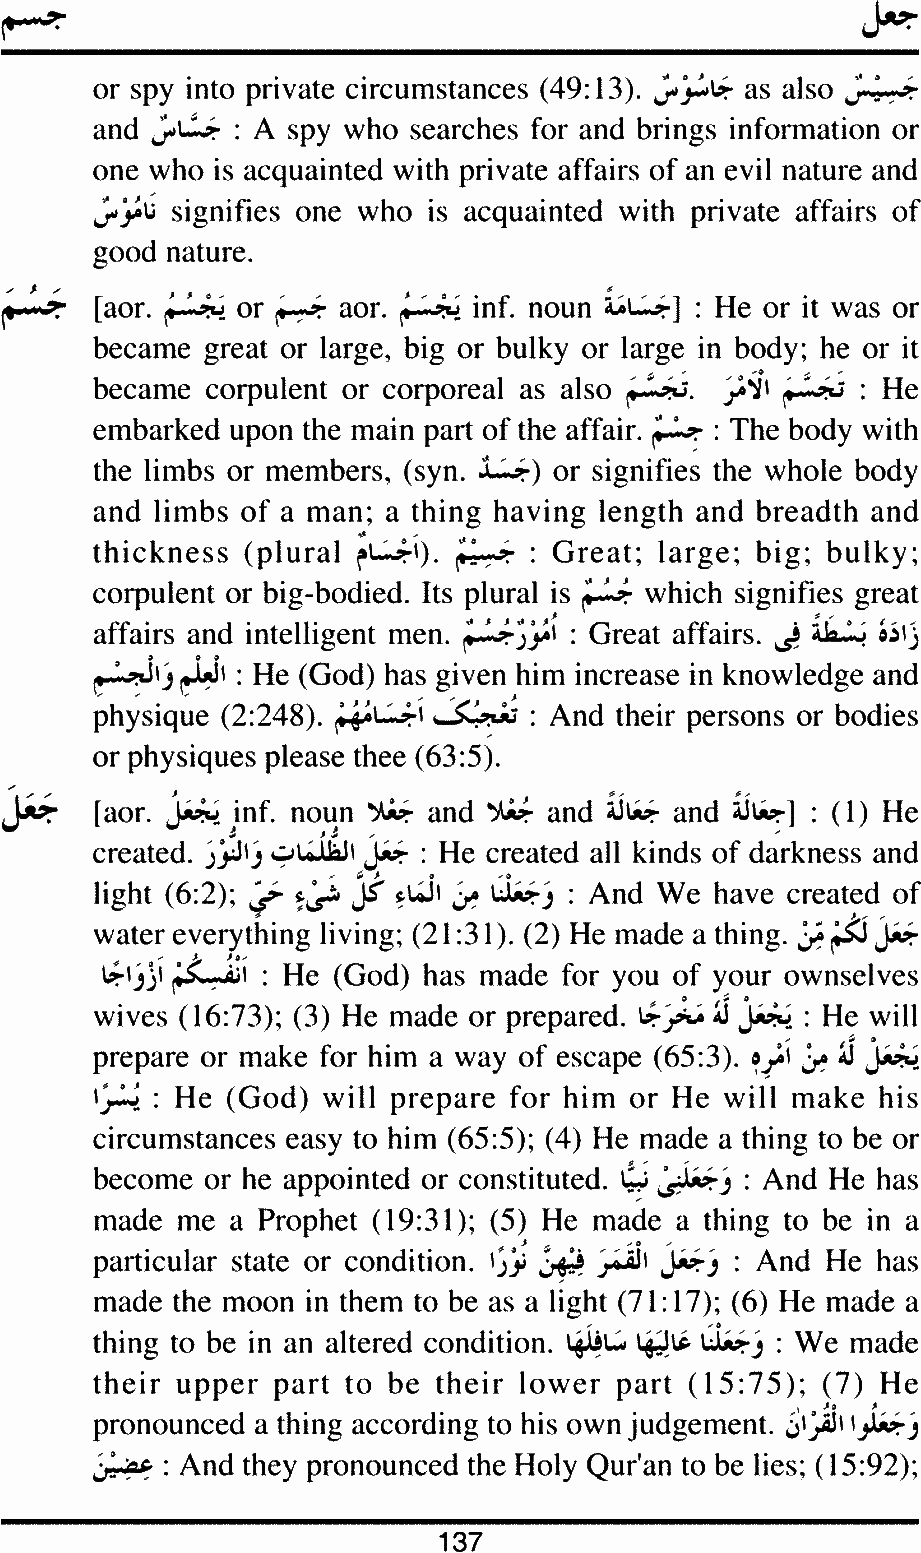 جسم جعل
or spy into private circumstances (49:13). جَاسُوْسٌ as also جَسِيْسٌ
and جَسَّاسٌ : A spy who searches for and brings information or
one who is acquainted with private affairs of an evil nature and
نَامُوْسٌ signifies one who is acquainted with private affairs of
good nature.
جَسُمَ [aor. يَجْسُمُ or جَسِمَ aor. يَجْسَمُ inf. noun جَسَامَةٌ] : He or it was or
became great or large, big or bulky or large in body; he or it
became corpulent or corporeal as also تَجَسَّمَ. تَجَسَّمَ الْاَمْرَ : He
embarked upon the main part of the affair. جِسْمٌ : The body with
the limbs or members, (syn. جَسَدٌ) or signifies the whole body
and limbs of a man; a thing having length and breadth and
thickness (plural اَجْسَامٌ). جَسِيْمٌ : Great; large; big; bulky;
corpulent or big-bodied. Its plural is جُسُمٌ which signifies great
affairs and intelligent men. اُمُوْرٌجُسُمٌ : Great affairs. زَادَهٗ بَسْطَةً فِى
الْعِلْمِ وَالْجِسْمِ : He (God) has given him increase in knowledge and
physique (2:248). تُعْجِبُكَ اَجْسَامُهُمْ : And their persons or bodies
or physiques please thee (63:5).
جَعَلَ [aor. يَجْعَلُ inf. noun جَعْلًا and جُعْلًا and جَعَالَةٌ and جِعَالَةٌ] : (1) He
created. جَعَلَ الظُّلُمَاتِ وَالنُّوْرَ : He created all kinds of darkness and
light (6:2); وَجَعَلْنَا مِنَ الْمَاءِ كُلَّ شَىْءٍ حَيٍّ : And We have created of
water everything living; (21:31). (2) He made a thing. جَعَلَ لَكُمْ مِّنْ
اَنْفُسِكُمْ اَزْوَاجًا : He (God) has made for you of your ownselves
wives (16:73); (3) He made or prepared. يَجْعَلْ لَّهٗ مَخْرَجًا : He will
prepare or make for him a way of escape (65:3). يَجْعَلْ لَّهٗ مِنْ اَمْرِهٖ
يُسْرًا : He (God) will prepare for him or He will make his
circumstances easy to him (65:5); (4) He made a thing to be or
become or he appointed or constituted. وَجَعَلَنِىْ نَبِيًّا : And He has
made me a Prophet (19:31); (5) He made a thing to be in a
particular state or condition. وَجَعَلَ الْقَمَرَ فِيْهِنَّ نُوْرًا : And He has
made the moon in them to be as a light (71:17); (6) He made a
thing to be in an altered condition. وَجَعَلْنَا عَالِيَهَا سَافِلَهَا : We made
their upper part to be their lower part (15:75); (7) He
pronounced a thing according to his own judgement. وَجَعَلُوا الْقُرْاٰنَ
عِضِيْنَ : And they pronounced the Holy Qur'an to be lies; (15:92);
137